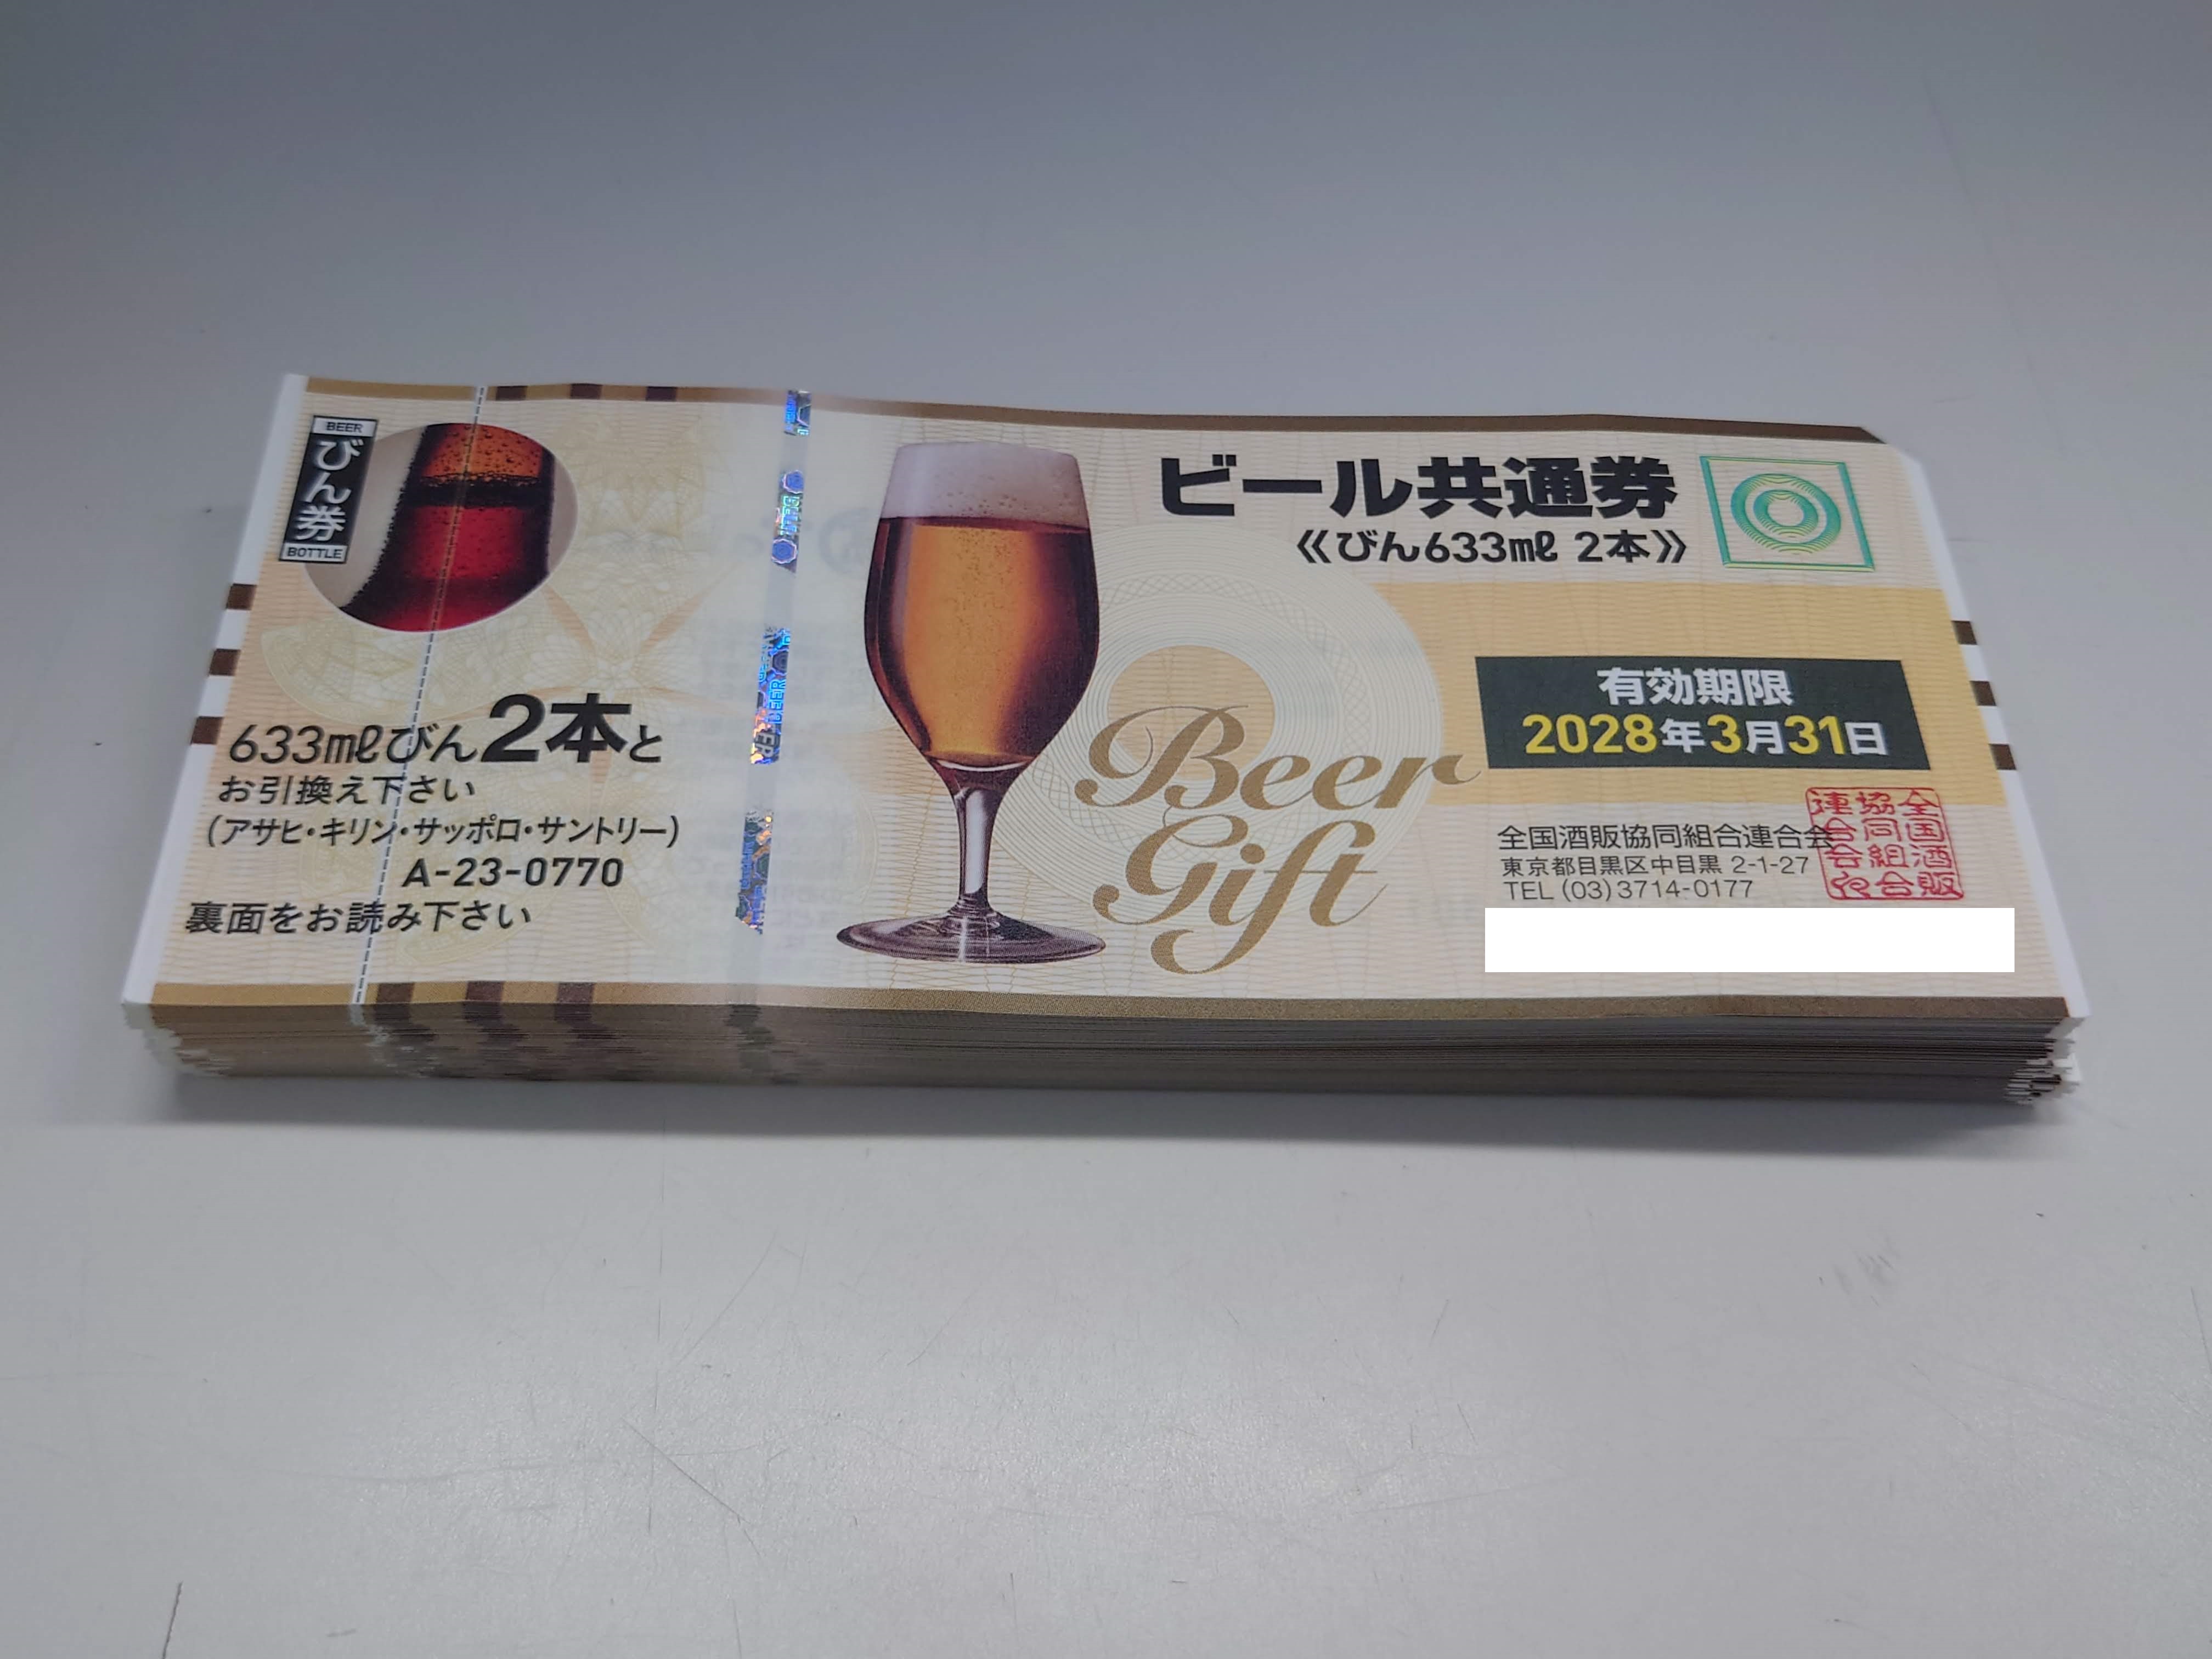 BEER
びん券
BOTTLE
633mlびん2本と
お引換え下さい
(アサヒ・キリン・サッポロ・サントリー)
A-23-0770
裏面をお読み下さい
BEER
Beer
Gift
ビール共通券
《びん633ml 2本》
有効期限
2028年3月31日
全国酒販協同組合連合会
東京都目黒区中目黒 2-1-27
TEL (03)3714-0177
全国酒販
協同組合
連合会